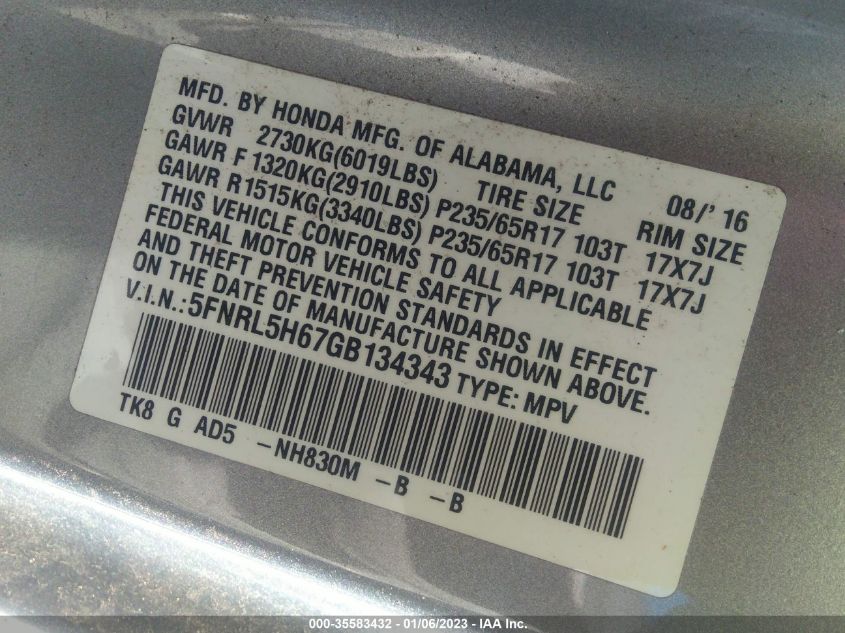 MFD. BY HONDA MFG. OF ALABAMA, LLC 08/' 16
GVWR 2730KG(6019LBS) TIRE SIZE RIM SIZE
GAWR F 1320KG(2910LBS) P235/65R17 103T 17X7J
GAWR R 1515KG(3340LBS) P235/65R17 103T 17X7J
THIS VEHICLE CONFORMS TO ALL APPLICABLE
FEDERAL MOTOR VEHICLE SAFETY
AND THEFT PREVENTION STANDARDS IN EFFECT
ON THE DATE OF MANUFACTURE SHOWN ABOVE.
V.I.N.:5FNRL5H67GB134343 TYPE: MPV
TK8 G AD5 -NH830M -B -B
000-35583432 - 01/06/2023 - IAA Inc.